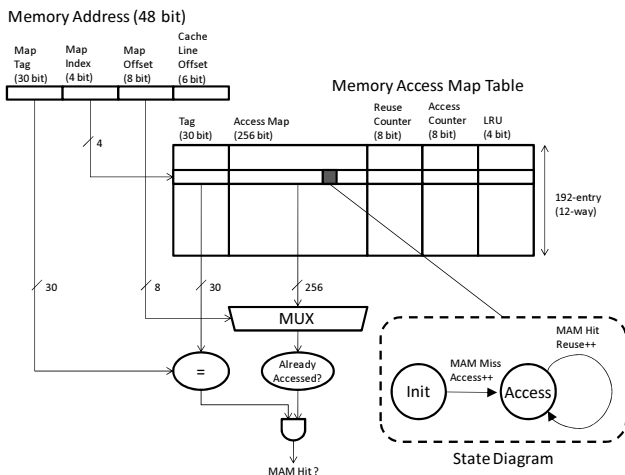 Memory Address (48 bit)
Map
Tag
(30 bit)
Map
Index
(4 bit)
Map
Offset
(8 bit)
Cache
Line
Offset
(6 bit)
Memory Access Map Table
Tag
(30 bit)
Access Map
(256 bit)
Reuse
Counter
(8 bit)
Access
Counter
(8 bit)
LRU
(4 bit)
4
192-entry
(12-way)
30
8
30
256
MUX
=
Already
Accessed?
MAM Hit ?
Init
MAM Miss
Access++
Access
MAM Hit
Reuse++
State Diagram